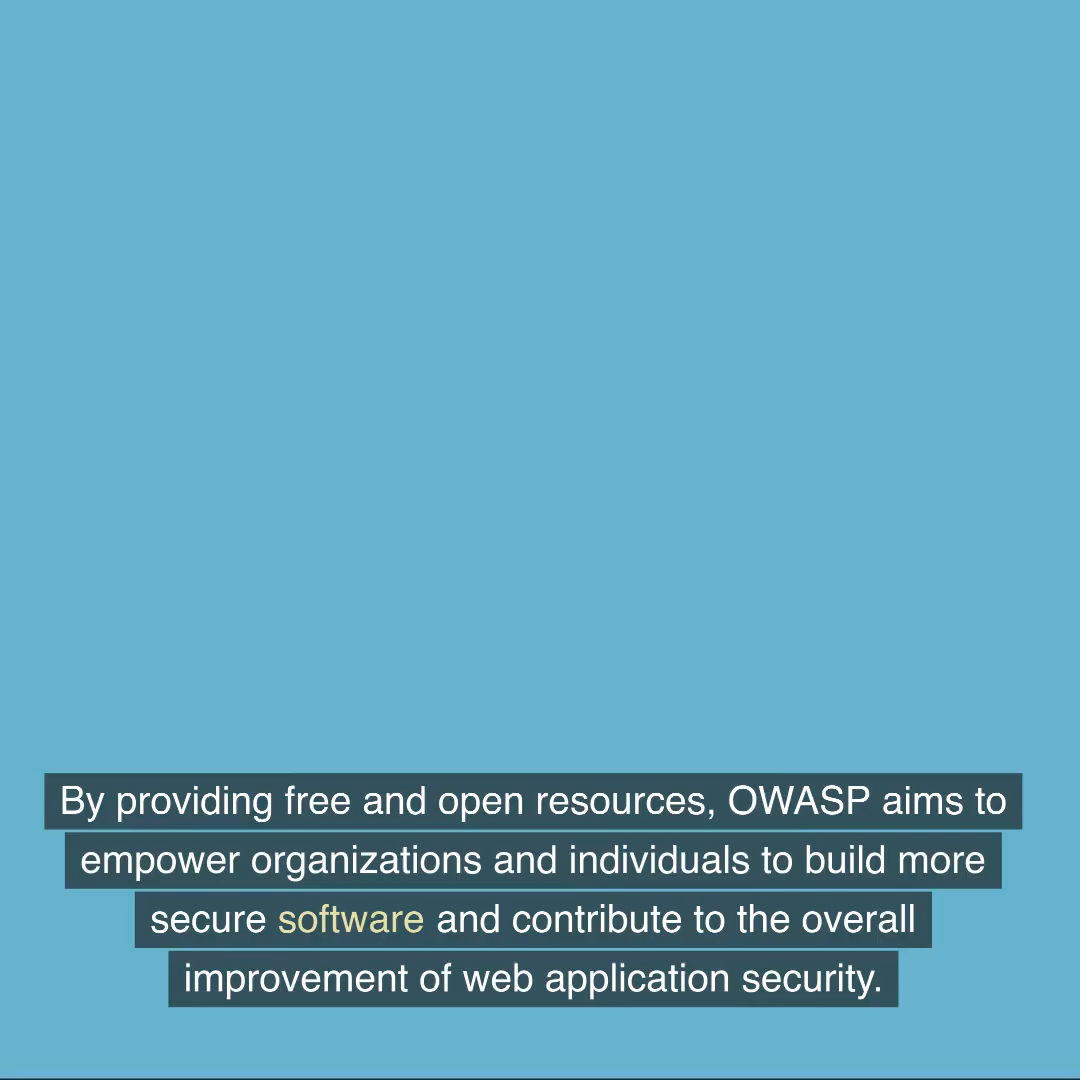 By providing free and open resources, OWASP aims to
empower organizations and individuals to build more
secure software and contribute to the overall
improvement of web application security.